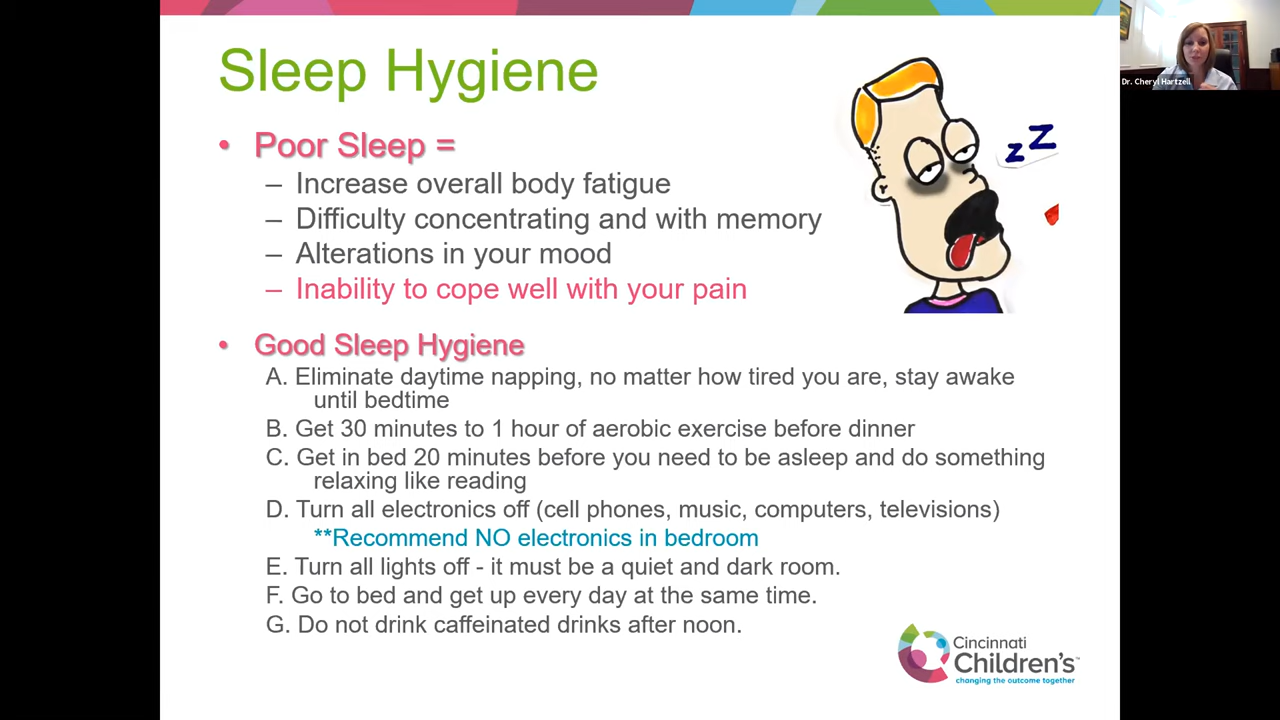 Sleep Hygiene
Dr. Cheryl Hartzell
• Poor Sleep =
– Increase overall body fatigue
– Difficulty concentrating and with memory
– Alterations in your mood
– Inability to cope well with your pain
zZ
• Good Sleep Hygiene
A. Eliminate daytime napping, no matter how tired you are, stay awake
until bedtime
B. Get 30 minutes to 1 hour of aerobic exercise before dinner
C. Get in bed 20 minutes before you need to be asleep and do something
relaxing like reading
D. Turn all electronics off (cell phones, music, computers, televisions)
**Recommend NO electronics in bedroom
E. Turn all lights off - it must be a quiet and dark room.
F. Go to bed and get up every day at the same time.
G. Do not drink caffeinated drinks after noon.
Cincinnati
Children's™
changing the outcome together